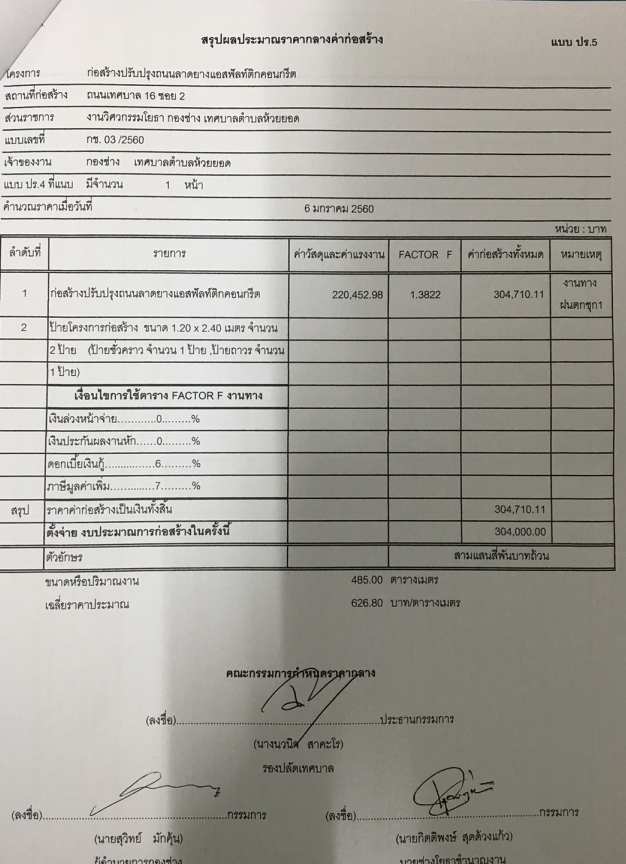 สรุปผลประมาณราคากลางค่าก่อสร้าง แบบ ปร.5
โครงการ ก่อสร้างปรับปรุงถนนลาดยางแอสฟัลท์ติกคอนกรีต
สถานที่ก่อสร้าง ถนนเทศบาล 16 ซอย 2
ส่วนราชการ งานวิศวกรรมโยธา กองช่าง เทศบาลตำบลห้วยยอด
แบบเลขที่ กช. 03 /2560
เจ้าของงาน กองช่าง เทศบาลตำบลห้วยยอด
แบบ ปร.4 ที่แนบ มีจำนวน 1 หน้า
คำนวณราคาเมื่อวันที่ 6 มกราคม 2560
หน่วย : บาท
ลำดับที่ รายการ ค่าวัสดุและค่าแรงงาน FACTOR F ค่าก่อสร้างทั้งหมด หมายเหตุ
1 ก่อสร้างปรับปรุงถนนลาดยางแอสฟัลท์ติกคอนกรีต 220,452.98 1.3822 304,710.11 งานทาง
ฝนตกชุก1
2 ป้ายโครงการก่อสร้าง ขนาด 1.20 x 2.40 เมตร จำนวน
2 ป้าย (ป้ายชั่วคราว จำนวน 1 ป้าย ,ป้ายถาวร จำนวน
1 ป้าย)
เงื่อนไขการใช้ตาราง FACTOR F งานทาง
เงินล่วงหน้าจ่าย............0.........%
เงินประกันผลงานหัก......0.........%
ดอกเบี้ยเงินกู้..............6.........%
ภาษีมูลค่าเพิ่ม..............7.........%
สรุป ราคาค่าก่อสร้างเป็นเงินทั้งสิ้น 304,710.11
ตั้งจ่าย งบประมาณการก่อสร้างในครั้งนี้ 304,000.00
ตัวอักษร สามแสนสี่พันบาทถ้วน
ขนาดหรือปริมาณงาน 485.00 ตารางเมตร
เฉลี่ยราคาประมาณ 626.80 บาท/ตารางเมตร
คณะกรรมการกำหนดราคากลาง
(ลงชื่อ)..................................................ประธานกรรมการ
(นางนวนิจ สาคะโร)
รองปลัดเทศบาล
(ลงชื่อ)..............................................กรรมการ (ลงชื่อ)..............................................กรรมการ
(นายสุวิทย์ มักคุ้น) (นายกิตติพงษ์ สุดด้วงแก้ว)
ผู้อำนวยการกองช่าง นายช่างโยธาชำนาญงาน